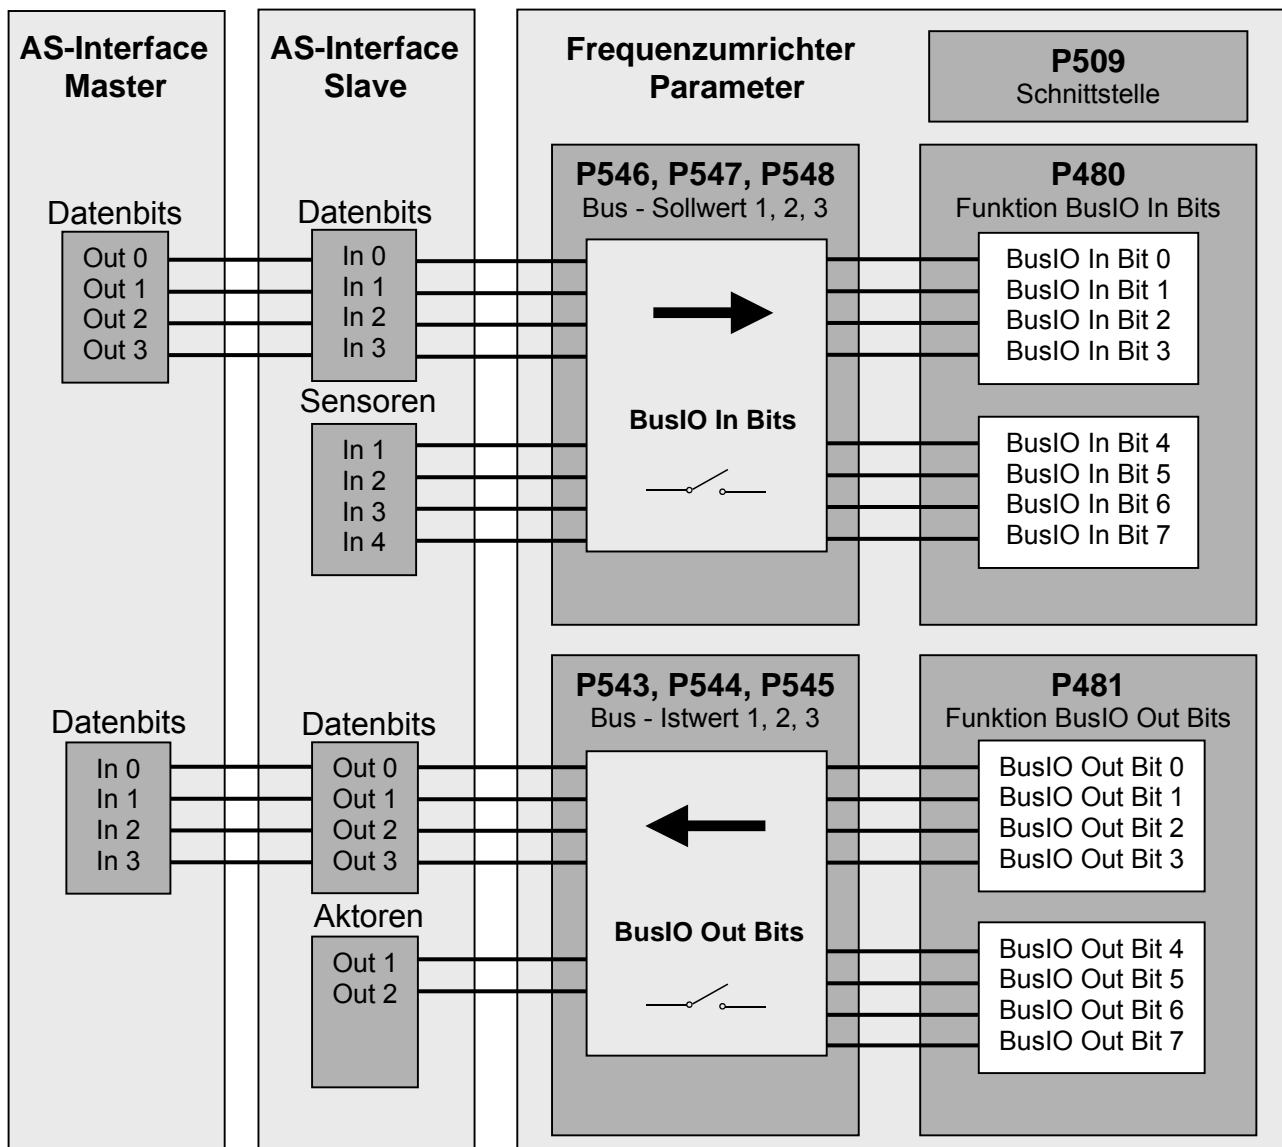 AS-Interface
Master
AS-Interface
Slave
Frequenzumrichter
Parameter
P509
Schnittstelle
Datenbits
Out 0
Out 1
Out 2
Out 3
Datenbits
In 0
In 1
In 2
In 3
Sensoren
In 1
In 2
In 3
In 4
P546, P547, P548
Bus - Sollwert 1, 2, 3
BusIO In Bits
P480
Funktion BusIO In Bits
BusIO In Bit 0
BusIO In Bit 1
BusIO In Bit 2
BusIO In Bit 3
BusIO In Bit 4
BusIO In Bit 5
BusIO In Bit 6
BusIO In Bit 7
Datenbits
In 0
In 1
In 2
In 3
Datenbits
Out 0
Out 1
Out 2
Out 3
Aktoren
Out 1
Out 2
P543, P544, P545
Bus - Istwert 1, 2, 3
BusIO Out Bits
P481
Funktion BusIO Out Bits
BusIO Out Bit 0
BusIO Out Bit 1
BusIO Out Bit 2
BusIO Out Bit 3
BusIO Out Bit 4
BusIO Out Bit 5
BusIO Out Bit 6
BusIO Out Bit 7